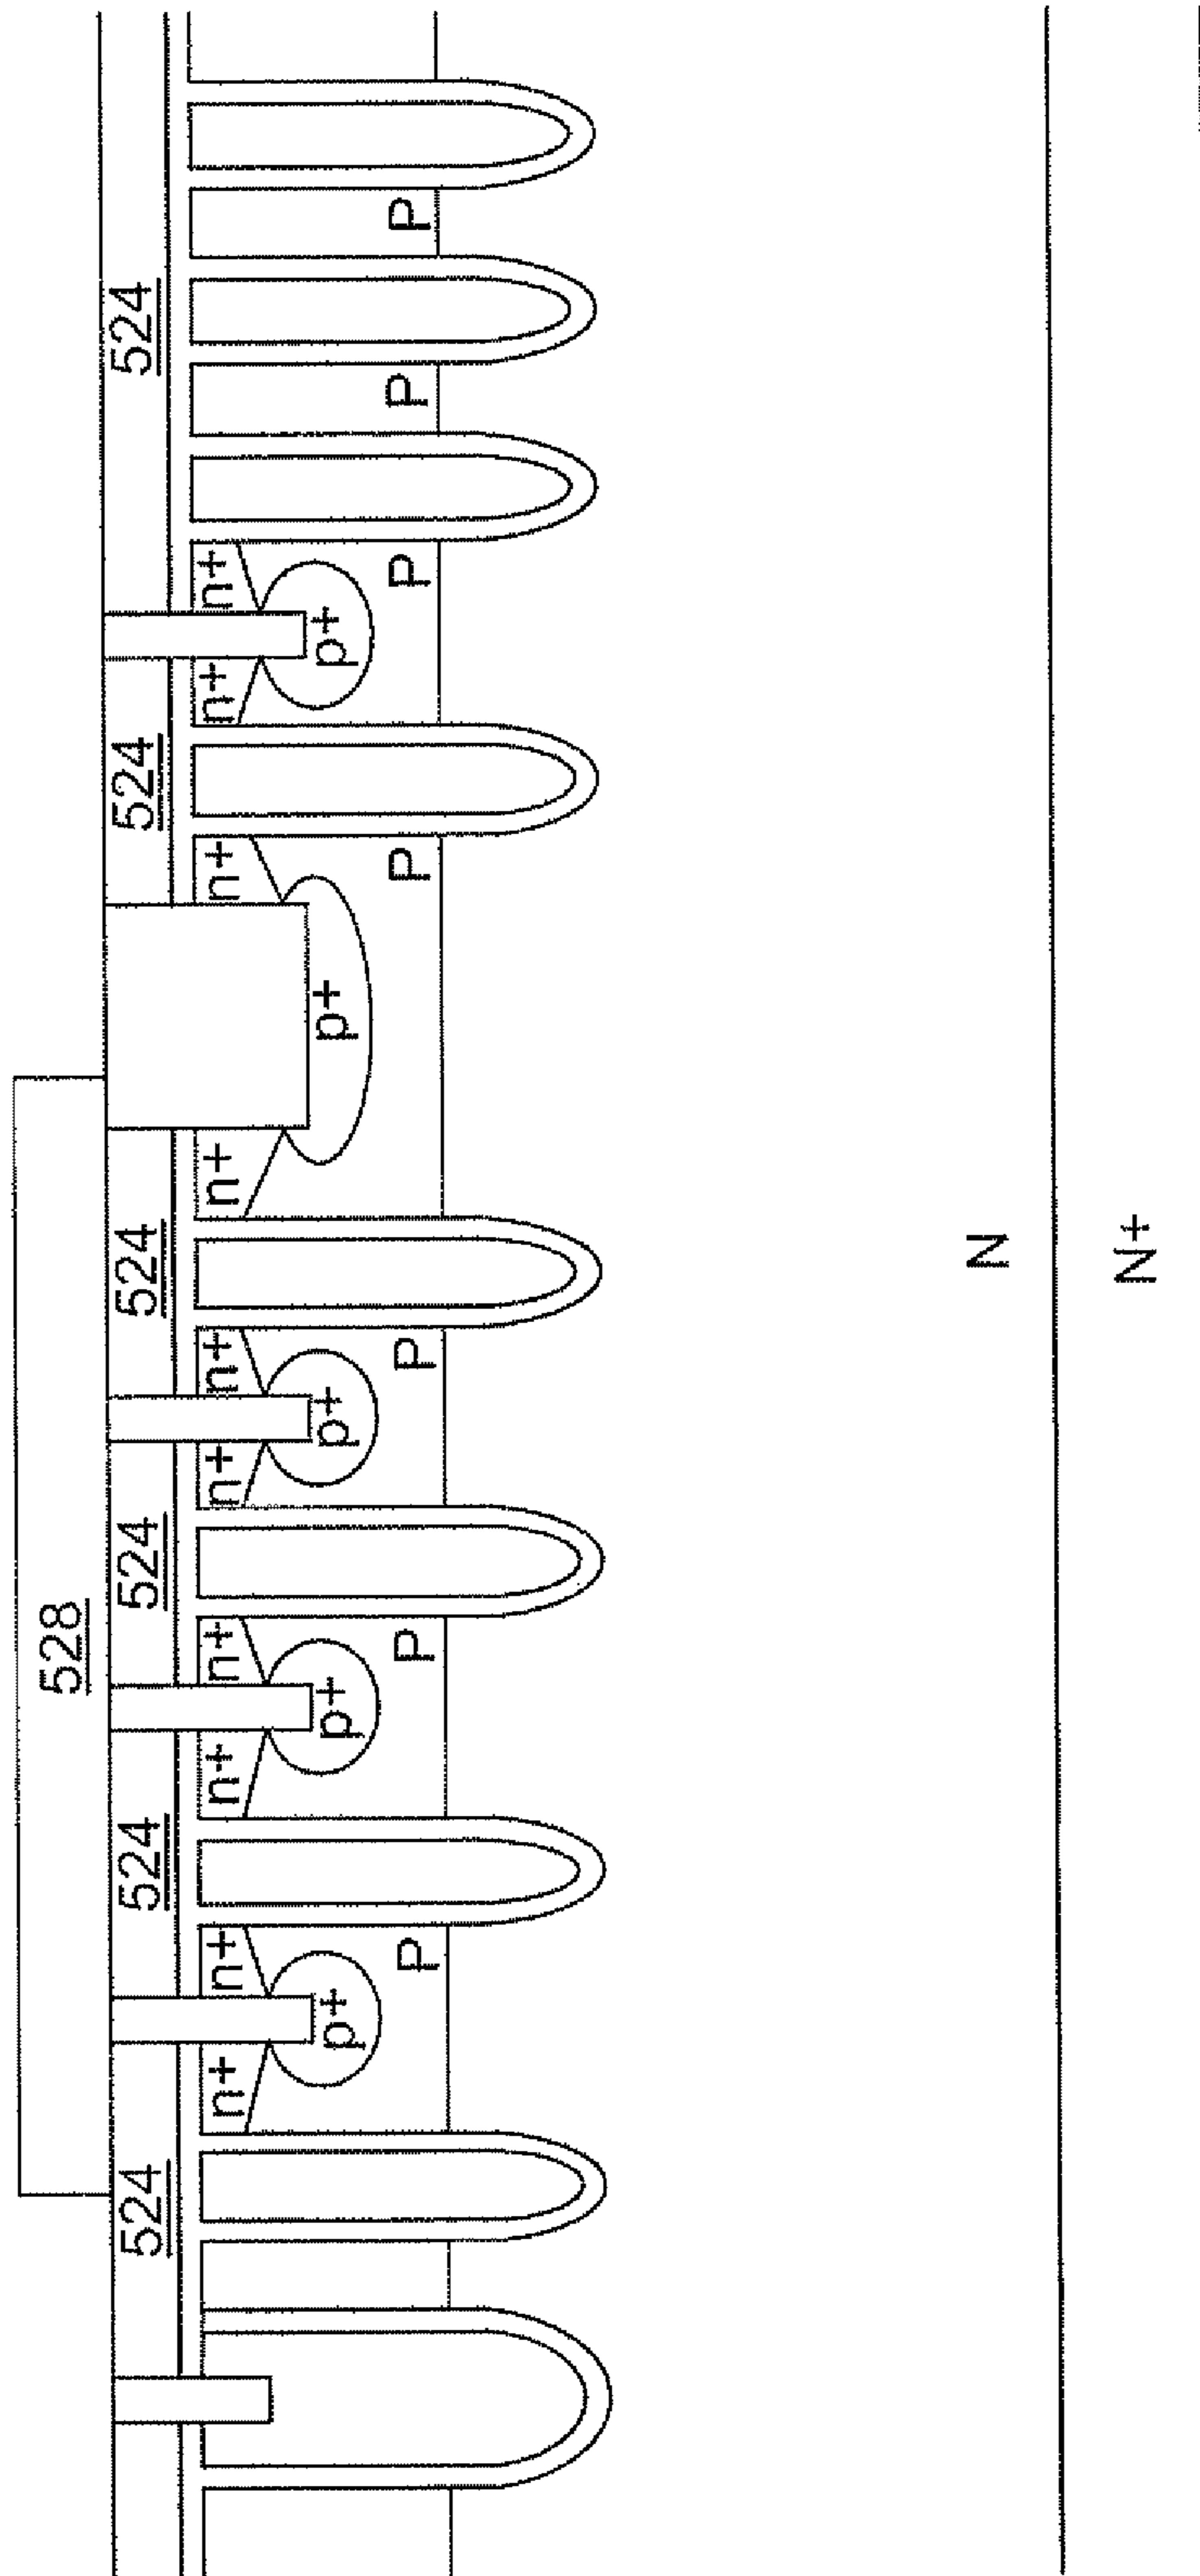 528
524 524 524 524 524 524
n+ n+ n+ n+ n+ n+ n+ n+ n+ n+
p+ p+ p+ p+ p+
P P P P P P P
N
N+